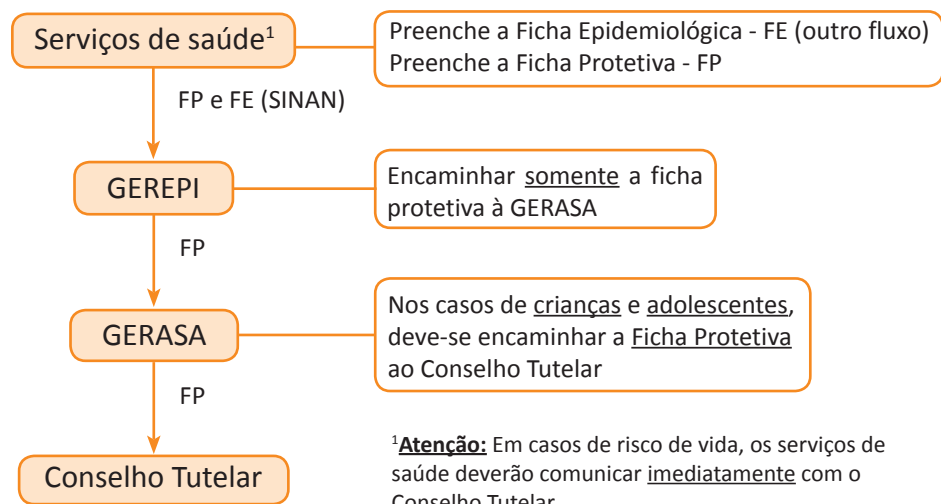 Serviços de saúde¹
Preenche a Ficha Epidemiológica - FE (outro fluxo)
Preenche a Ficha Protetiva - FP
FP e FE (SINAN)
GEREPI
Encaminhar somente a ficha
protetiva à GERASA
FP
GERASA
Nos casos de crianças e adolescentes,
deve-se encaminhar a Ficha Protetiva
ao Conselho Tutelar
FP
Conselho Tutelar
¹Atenção: Em casos de risco de vida, os serviços de
saúde deverão comunicar imediatamente com o
Conselho Tutelar